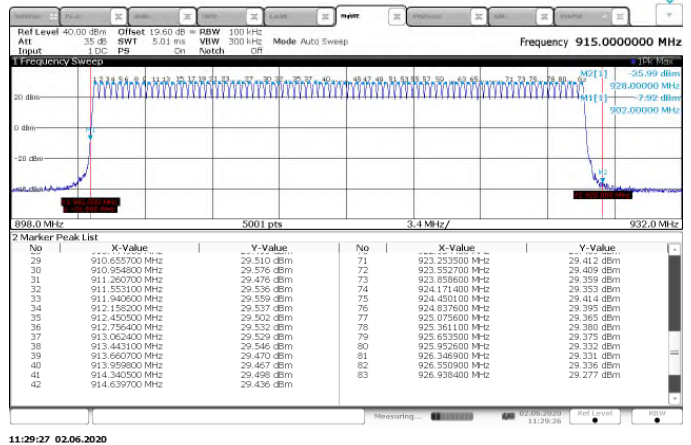 Ref Level 40.00 dBm Offset 19.60 dB RBW 100 kHz
Att 35 dB SWT 5.01 ms VBW 300 kHz Mode Auto Sweep
Input 1 DC PS On Notch Off
Frequency 915.0000000 MHz
1 Frequency Sweep
1Pk Max
M2[1] -35.99 dBm
928.00000 MHz
M1[1] -7.92 dBm
902.00000 MHz
20 dBm
0 dBm
-20 dBm
M2
898.0 MHz 5001 pts 3.4 MHz/ 932.0 MHz
2 Marker Peak List
No X-Value Y-Value No X-Value Y-Value
29 910.655700 MHz 29.510 dBm 71 923.253500 MHz 29.412 dBm
30 910.954800 MHz 29.576 dBm 72 923.552700 MHz 29.409 dBm
31 911.260700 MHz 29.476 dBm 73 923.858600 MHz 29.359 dBm
32 911.553100 MHz 29.536 dBm 74 924.171400 MHz 29.353 dBm
33 911.940600 MHz 29.559 dBm 75 924.450100 MHz 29.414 dBm
34 912.158200 MHz 29.537 dBm 76 924.837600 MHz 29.395 dBm
35 912.450500 MHz 29.502 dBm 77 925.075600 MHz 29.365 dBm
36 912.756400 MHz 29.532 dBm 78 925.361100 MHz 29.380 dBm
37 913.062400 MHz 29.529 dBm 79 925.653500 MHz 29.375 dBm
38 913.443100 MHz 29.546 dBm 80 925.952600 MHz 29.332 dBm
39 913.660700 MHz 29.470 dBm 81 926.346900 MHz 29.331 dBm
40 913.959800 MHz 29.467 dBm 82 926.550900 MHz 29.336 dBm
41 914.340500 MHz 29.498 dBm 83 926.938400 MHz 29.277 dBm
42 914.639700 MHz 29.436 dBm
Measuring... 02.06.2020
11:29:26
Ref Level RBW
11:29:27 02.06.2020